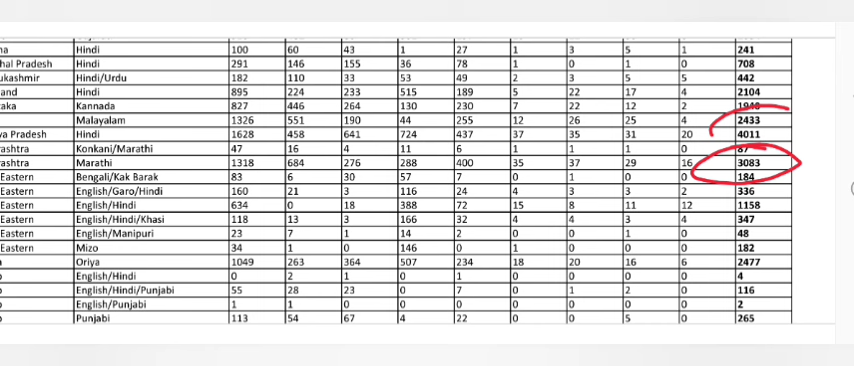 na Hindi 100 60 43 1 27 1 3 5 1 241
hal Pradesh Hindi 291 146 155 36 78 1 0 1 0 708
ukashmir Hindi/Urdu 182 110 33 53 49 2 3 5 5 442
and Hindi 895 224 233 515 189 5 22 17 4 2104
aka Kannada 827 446 264 130 230 7 22 12 2 1940
Malayalam 1326 551 190 44 255 12 26 25 4 2433
ya Pradesh Hindi 1628 458 641 724 437 37 35 31 20 4011
ashtra Konkani/Marathi 47 16 4 11 6 1 1 1 0 87
ashtra Marathi 1318 684 276 288 400 35 37 29 16 3083
Eastern Bengali/Kak Barak 83 6 30 57 7 0 1 0 0 184
Eastern English/Garo/Hindi 160 21 3 116 24 4 3 3 2 336
Eastern English/Hindi 634 0 18 388 72 15 8 11 12 1158
Eastern English/Hindi/Khasi 118 13 3 166 32 4 4 3 4 347
Eastern English/Manipuri 23 7 1 14 2 0 0 1 0 48
Eastern Mizo 34 1 0 146 0 1 0 0 0 182
a Oriya 1049 263 364 507 234 18 20 16 6 2477
English/Hindi 0 2 1 0 1 0 0 0 0 4
English/Hindi/Punjabi 55 28 23 0 7 0 1 2 0 116
English/Punjabi 1 1 0 0 0 0 0 0 0 2
Punjabi 113 54 67 4 22 0 0 5 0 265